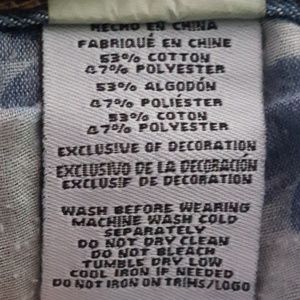 HECHO EN CHINA
FABRIQUÉ EN CHINE
53% COTTON
47% POLYESTER
53% ALGODÓN
47% POLIÉSTER
53% COTON
47% POLYESTER
EXCLUSIVE OF DECORATION
EXCLUSIVO DE LA DECORACIÓN
EXCLUSIF DE DECORATION
WASH BEFORE WEARING
MACHINE WASH COLD
SEPARATELY
DO NOT DRY CLEAN
DO NOT BLEACH
TUMBLE DRY LOW
COOL IRON IF NEEDED
DO NOT IRON ON TRIMS/LOGO